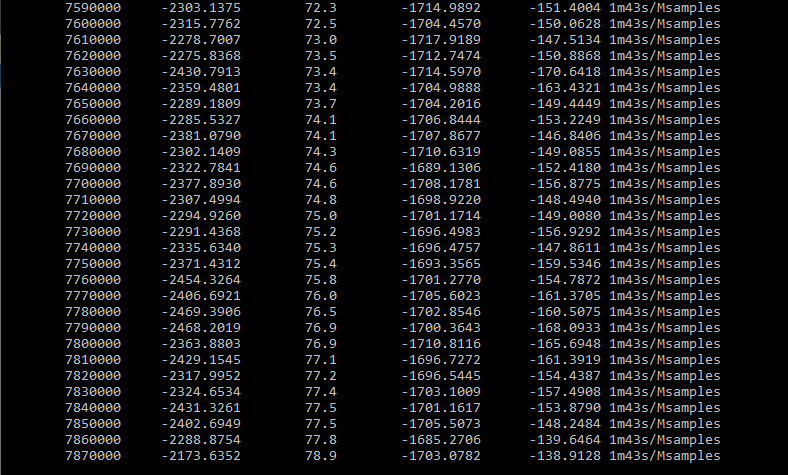 7590000 -2303.1375 72.3 -1714.9892 -151.4004 1m43s/Msamples
7600000 -2315.7762 72.5 -1704.4570 -150.0628 1m43s/Msamples
7610000 -2278.7007 73.0 -1717.9189 -147.5134 1m43s/Msamples
7620000 -2275.8368 73.5 -1712.7474 -150.8868 1m43s/Msamples
7630000 -2430.7913 73.4 -1714.5970 -170.6418 1m43s/Msamples
7640000 -2359.4801 73.4 -1704.9888 -163.4321 1m43s/Msamples
7650000 -2289.1809 73.7 -1704.2016 -149.4449 1m43s/Msamples
7660000 -2285.5327 74.1 -1706.8444 -153.2249 1m43s/Msamples
7670000 -2381.0790 74.1 -1707.8677 -146.8406 1m43s/Msamples
7680000 -2302.1409 74.3 -1710.6319 -149.0855 1m43s/Msamples
7690000 -2322.7841 74.6 -1689.1306 -152.4180 1m43s/Msamples
7700000 -2377.8930 74.6 -1708.1781 -156.8775 1m43s/Msamples
7710000 -2307.4994 74.8 -1698.9220 -148.4940 1m43s/Msamples
7720000 -2294.9260 75.0 -1701.1714 -149.0080 1m43s/Msamples
7730000 -2291.4368 75.2 -1696.4983 -156.9292 1m43s/Msamples
7740000 -2335.6340 75.3 -1696.4757 -147.8611 1m43s/Msamples
7750000 -2371.4312 75.4 -1693.3565 -159.5346 1m43s/Msamples
7760000 -2454.3264 75.8 -1701.2770 -154.7872 1m43s/Msamples
7770000 -2406.6921 76.0 -1705.6023 -161.3705 1m43s/Msamples
7780000 -2469.3906 76.5 -1702.8546 -160.5075 1m43s/Msamples
7790000 -2468.2019 76.9 -1700.3643 -168.0933 1m43s/Msamples
7800000 -2363.8803 76.9 -1710.8116 -165.6948 1m43s/Msamples
7810000 -2429.1545 77.1 -1696.7272 -161.3919 1m43s/Msamples
7820000 -2317.9952 77.2 -1696.5445 -154.4387 1m43s/Msamples
7830000 -2324.6534 77.4 -1703.1009 -157.4908 1m43s/Msamples
7840000 -2431.3261 77.5 -1701.1617 -153.8790 1m43s/Msamples
7850000 -2402.6949 77.5 -1705.5073 -148.2484 1m43s/Msamples
7860000 -2288.8754 77.8 -1685.2706 -139.6464 1m43s/Msamples
7870000 -2173.6352 78.9 -1703.0782 -138.9128 1m43s/Msamples